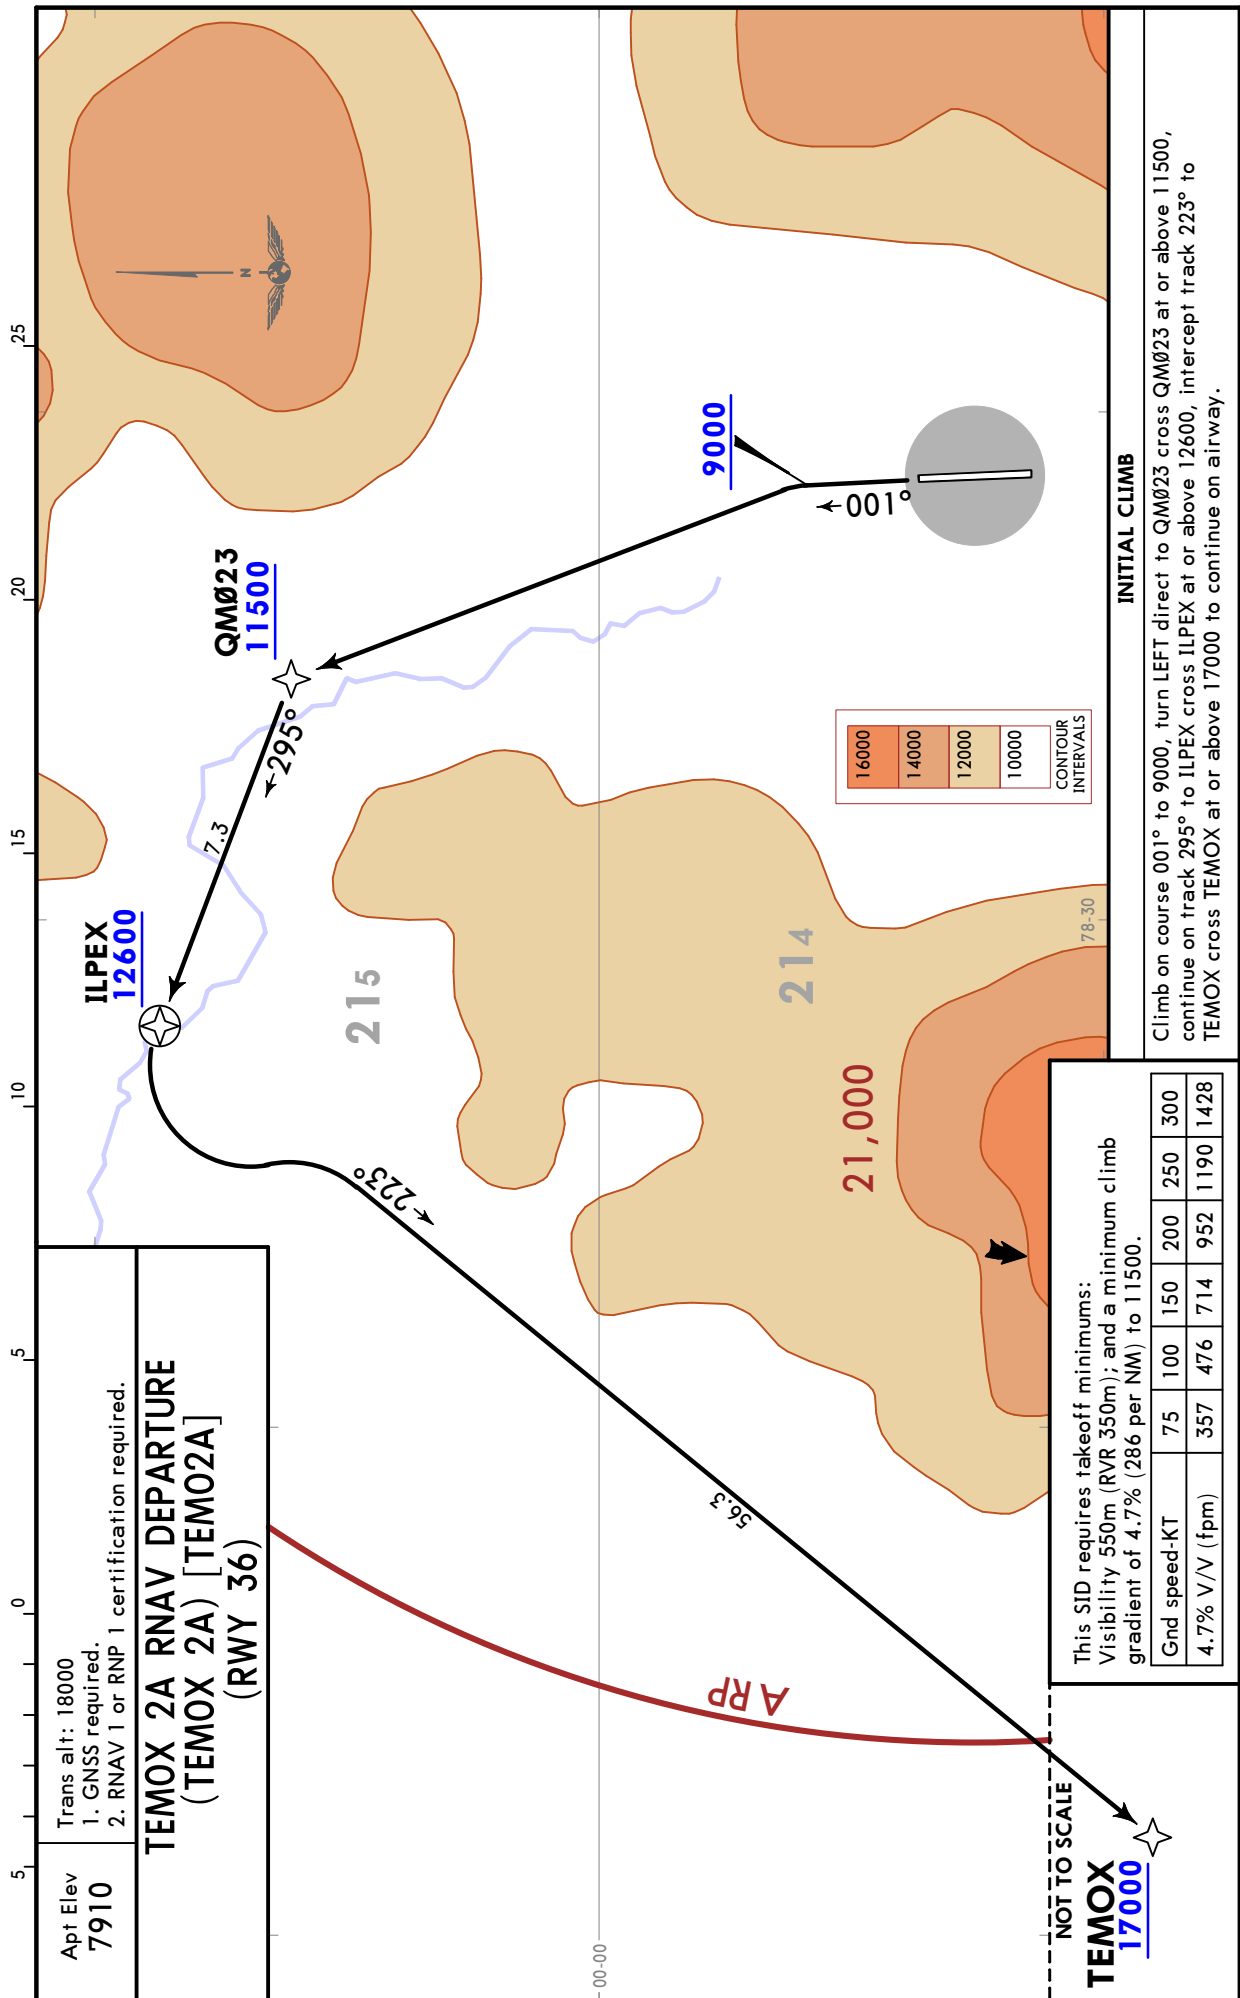 Apt Elev
7910
Trans alt: 18000
1. GNSS required.
2. RNAV 1 or RNP 1 certification required.
TEMOX 2A RNAV DEPARTURE
(TEMOX 2A) [TEMO2A]
(RWY 36)
5
0
5
10
15
20
25
N
ILPEX
12600
7.3
295°
QMØ23
11500
9000
001°
223°
215
214
21,000
56.3
ARP
00-00
78-30
16000
14000
12000
10000
CONTOUR
INTERVALS
NOT TO SCALE
TEMOX
17000
This SID requires takeoff minimums:
Visibility 550m (RVR 350m); and a minimum climb
gradient of 4.7% (286 per NM) to 11500.
Gnd speed-KT 75 100 150 200 250 300
4.7% V/V (fpm) 357 476 714 952 1190 1428
INITIAL CLIMB
Climb on course 001° to 9000, turn LEFT direct to QMØ23 cross QMØ23 at or above 11500,
continue on track 295° to ILPEX cross ILPEX at or above 12600, intercept track 223° to
TEMOX cross TEMOX at or above 17000 to continue on airway.